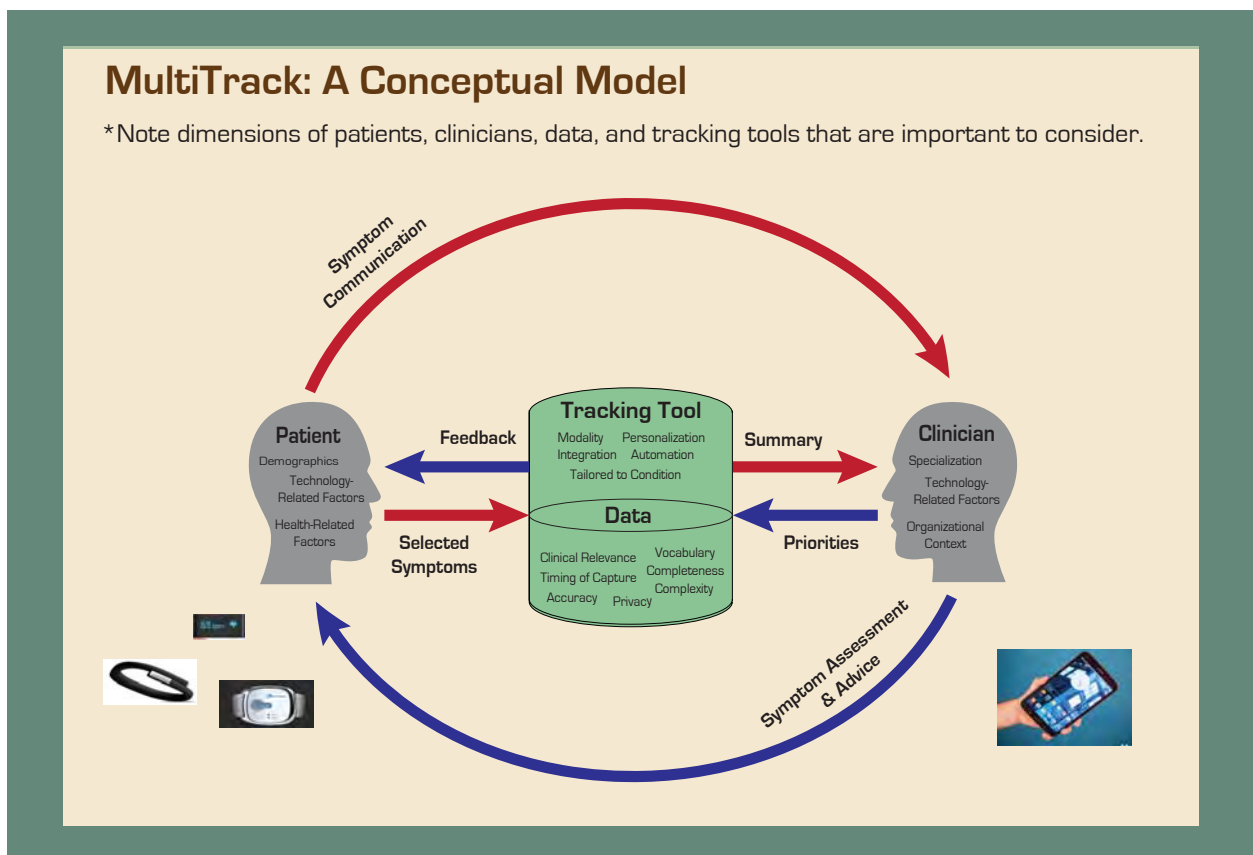 MultiTrack: A Conceptual Model
*Note dimensions of patients, clinicians, data, and tracking tools that are important to consider.
Symptom
Communication
Patient
Demographics
Technology-
Related Factors
Health-Related
Factors
Feedback
Selected
Symptoms
Tracking Tool
Modality Personalization
Integration Automation
Tailored to Condition
Data
Clinical Relevance Vocabulary
Timing of Capture Completeness
Accuracy Privacy Complexity
Summary
Priorities
Clinician
Specialization
Technology-
Related Factors
Organizational
Context
Symptom Assessment
& Advice